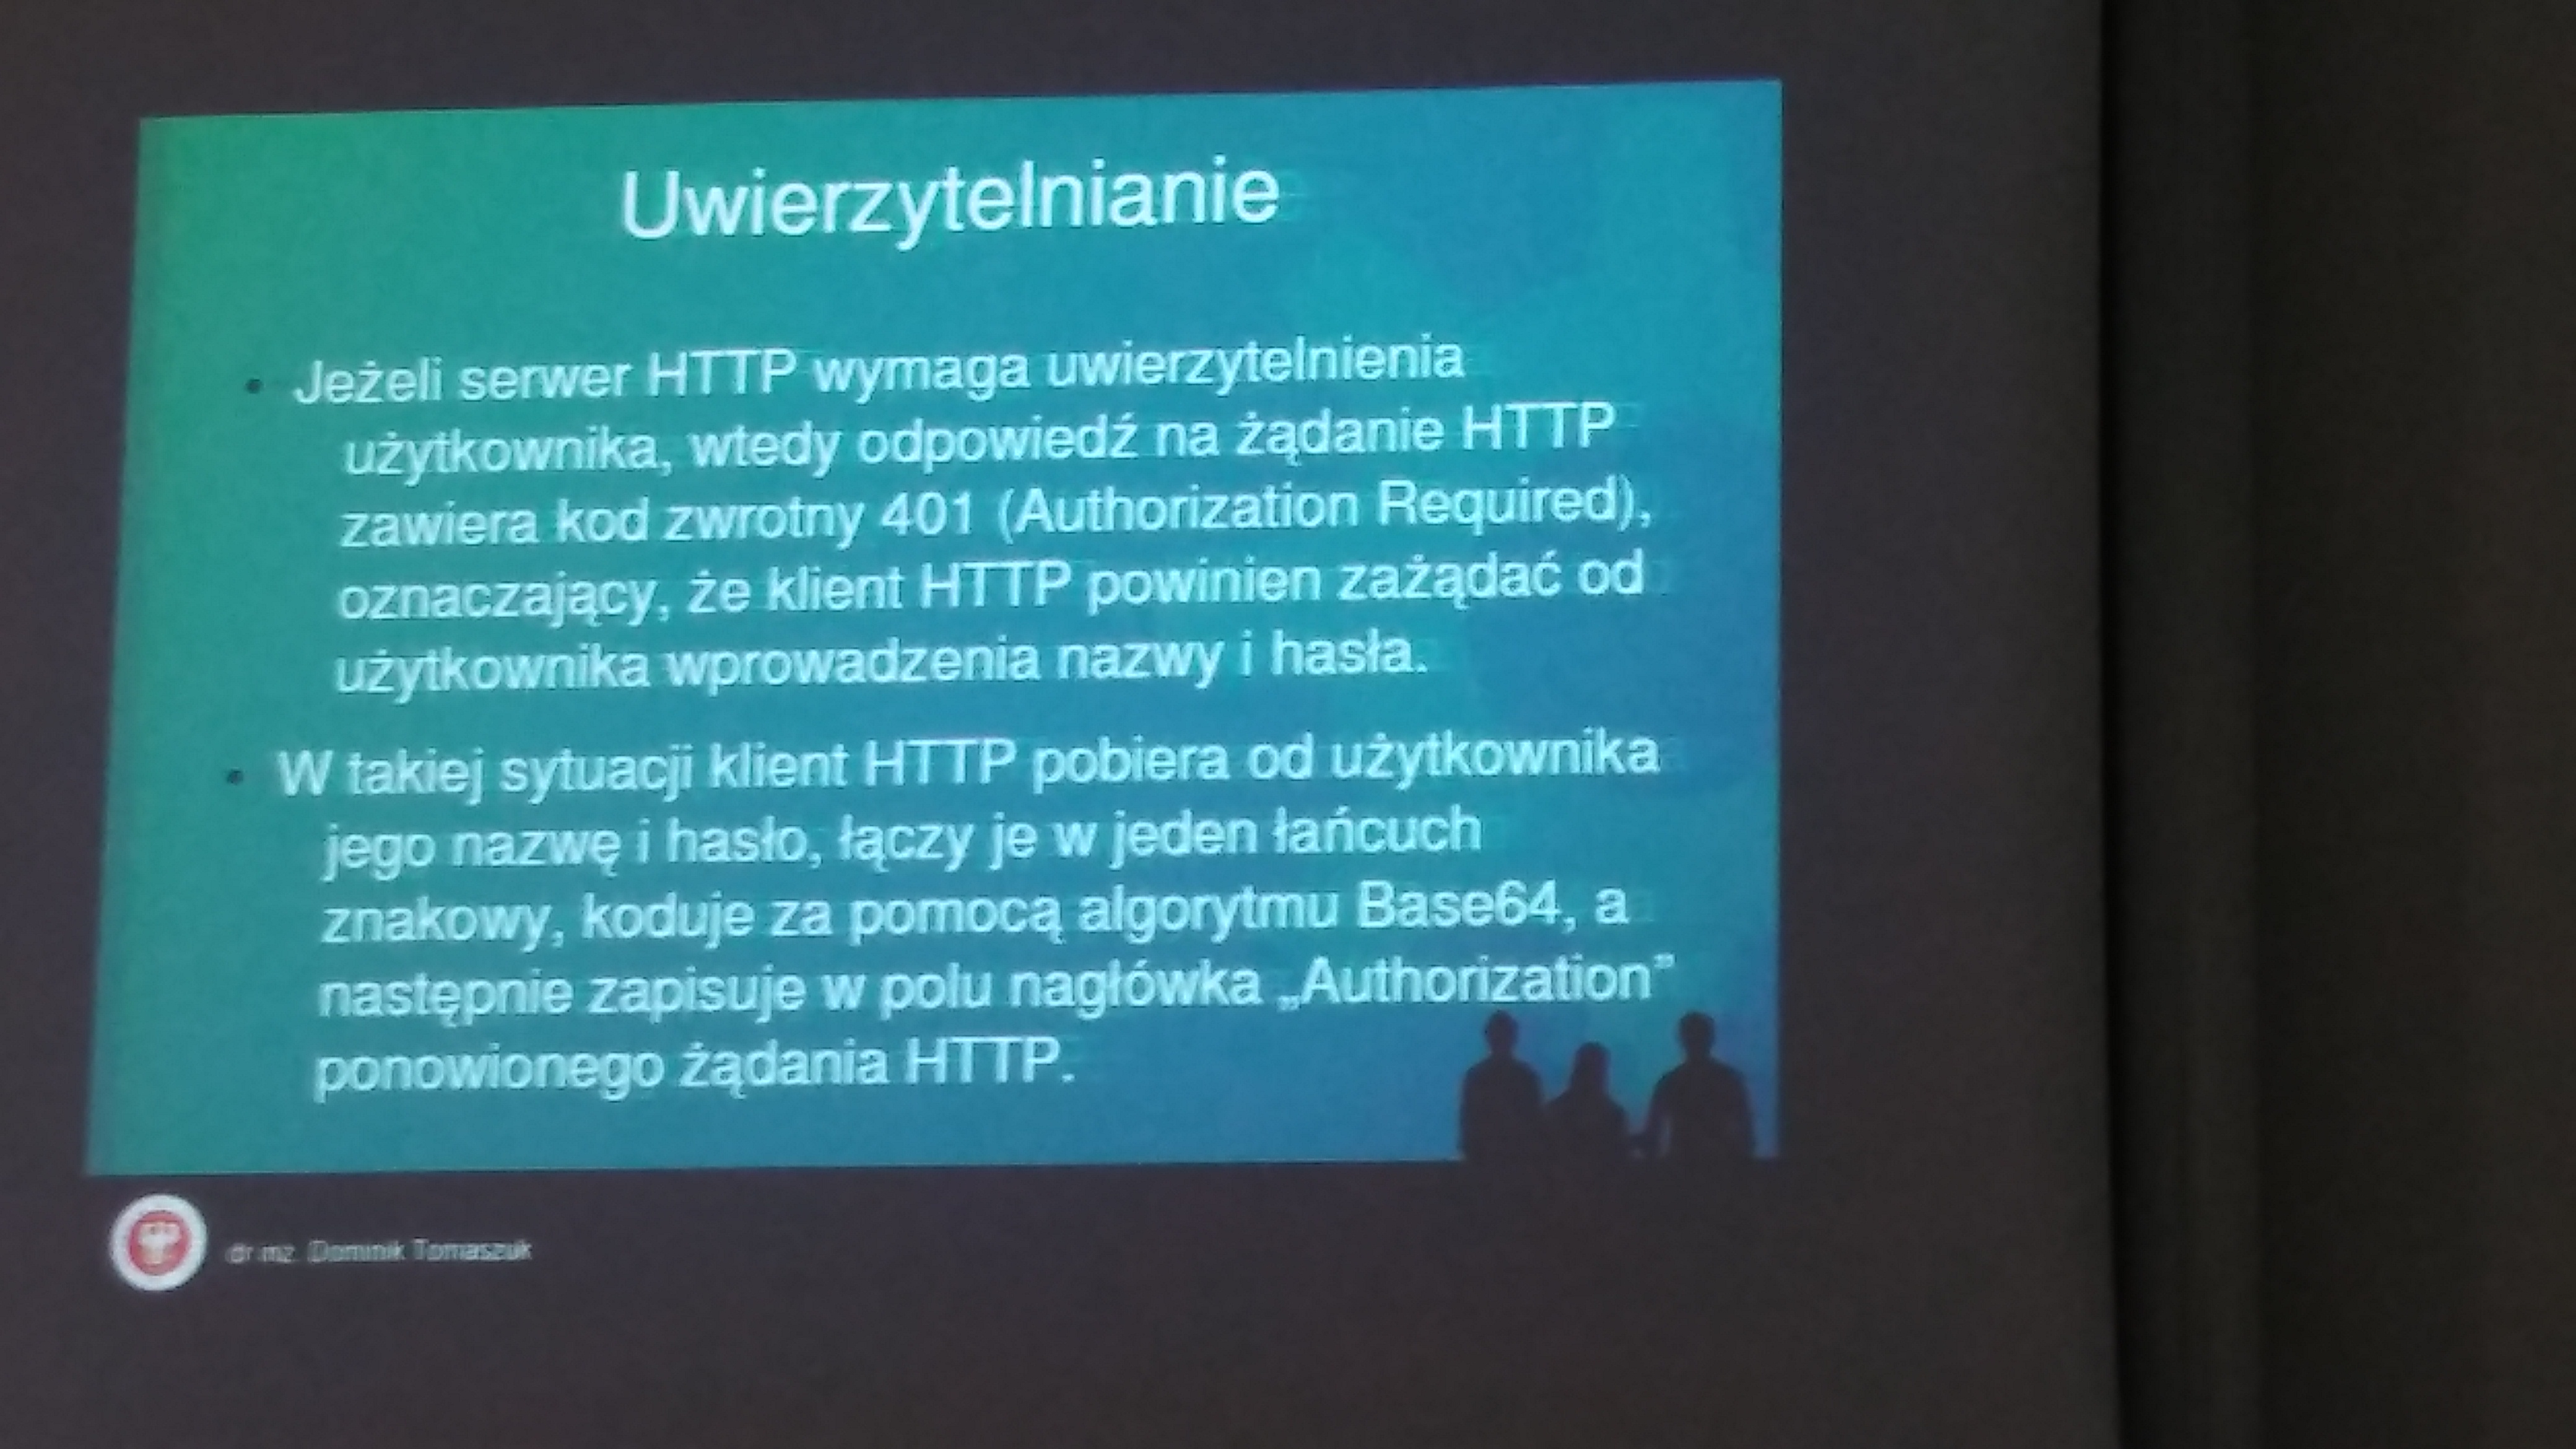 Uwierzytelnianie
• Jeżeli serwer HTTP wymaga uwierzytelnienia
użytkownika, wtedy odpowiedź na żądanie HTTP
zawiera kod zwrotny 401 (Authorization Required),
oznaczający, że klient HTTP powinien zażądać od
użytkownika wprowadzenia nazwy i hasła.
• W takiej sytuacji klient HTTP pobiera od użytkownika
jego nazwę i hasło, łączy je w jeden łańcuch
znakowy, koduje za pomocą algorytmu Base64, a
następnie zapisuje w polu nagłówka „Authorization”
ponowionego żądania HTTP.
dr inż. Dominik Tomaszuk